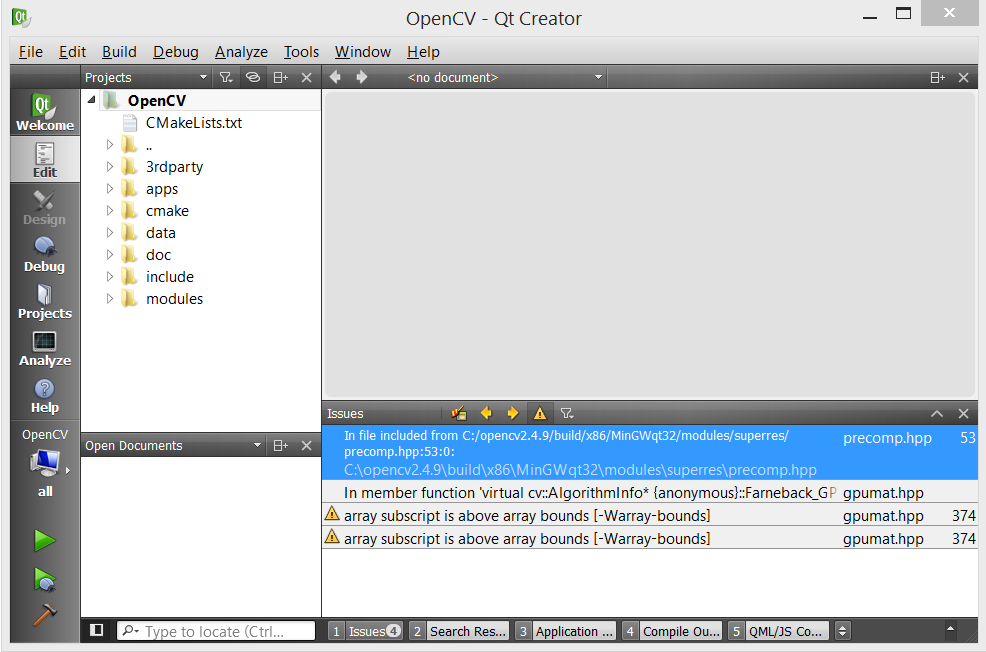 OpenCV - Qt Creator
File Edit Build Debug Analyze Tools Window Help
Projects
<no document>
Qt
Welcome
Edit
Design
Debug
Projects
Analyze
Help
OpenCV
all
OpenCV
CMakeLists.txt
..
3rdparty
apps
cmake
data
doc
include
modules
Open Documents
Issues
In file included from C:/opencv2.4.9/build/x86/MinGWqt32/modules/superres/
precomp.hpp:53:0:
C:\opencv2.4.9\build\x86\MinGWqt32\modules\superres\precomp.hpp
precomp.hpp 53
In member function 'virtual cv::AlgorithmInfo* {anonymous}::Farneback_GP gpumat.hpp
array subscript is above array bounds [-Warray-bounds] gpumat.hpp 374
array subscript is above array bounds [-Warray-bounds] gpumat.hpp 374
Type to locate (Ctrl... 1 Issues 4 2 Search Res... 3 Application ... 4 Compile Ou... 5 QML/JS Co...